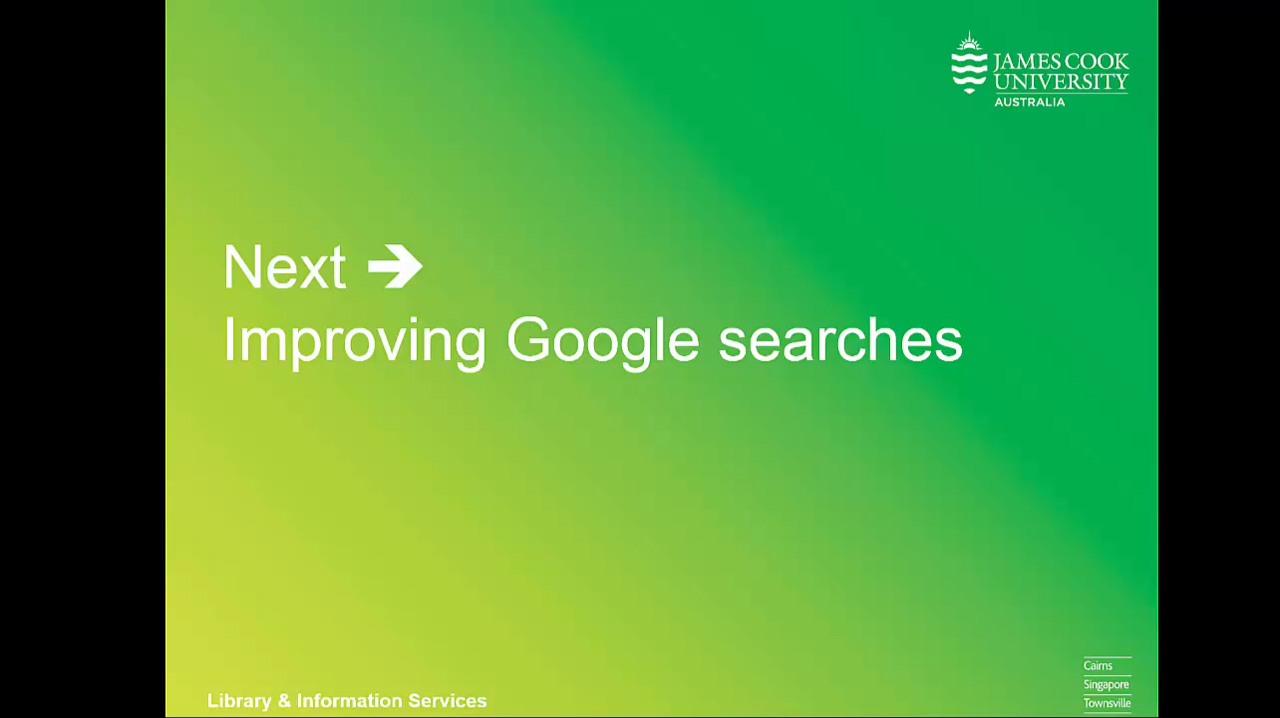 JAMES COOK
UNIVERSITY
AUSTRALIA
Next ➔
Improving Google searches
Library & Information Services
Cairns
Singapore
Townsville